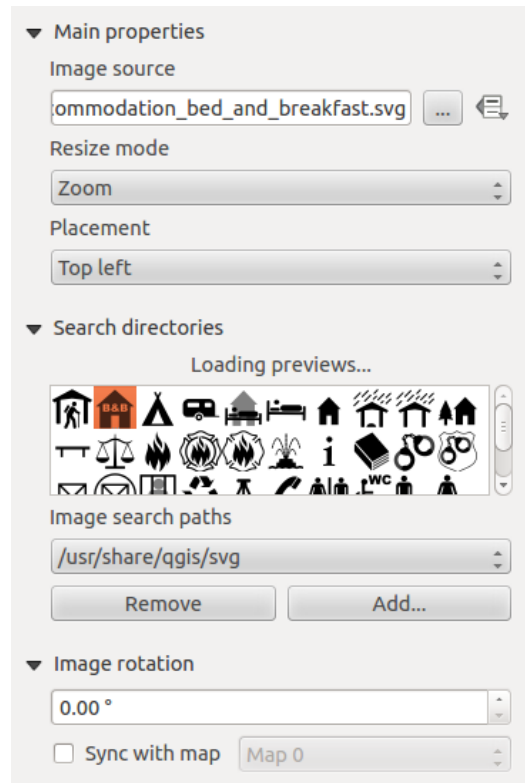 Main properties
Image source
ommodation_bed_and_breakfast.svg ...
Resize mode
Zoom
Placement
Top left
Search directories
Loading previews...
B&B
i
WC
Image search paths
/usr/share/qgis/svg
Remove Add...
Image rotation
0.00 °
Sync with map Map 0